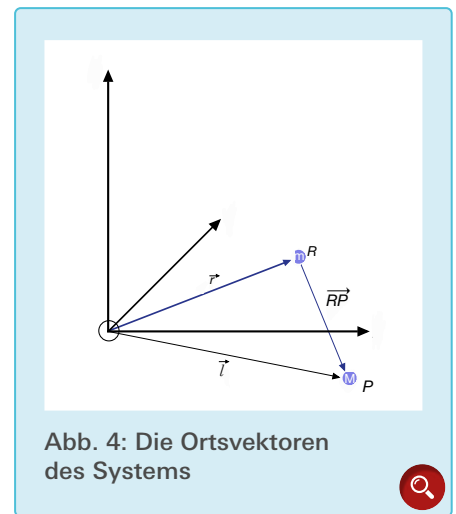 m R
r⃗
RP⃗
l⃗
M P
Abb. 4: Die Ortsvektoren
des Systems